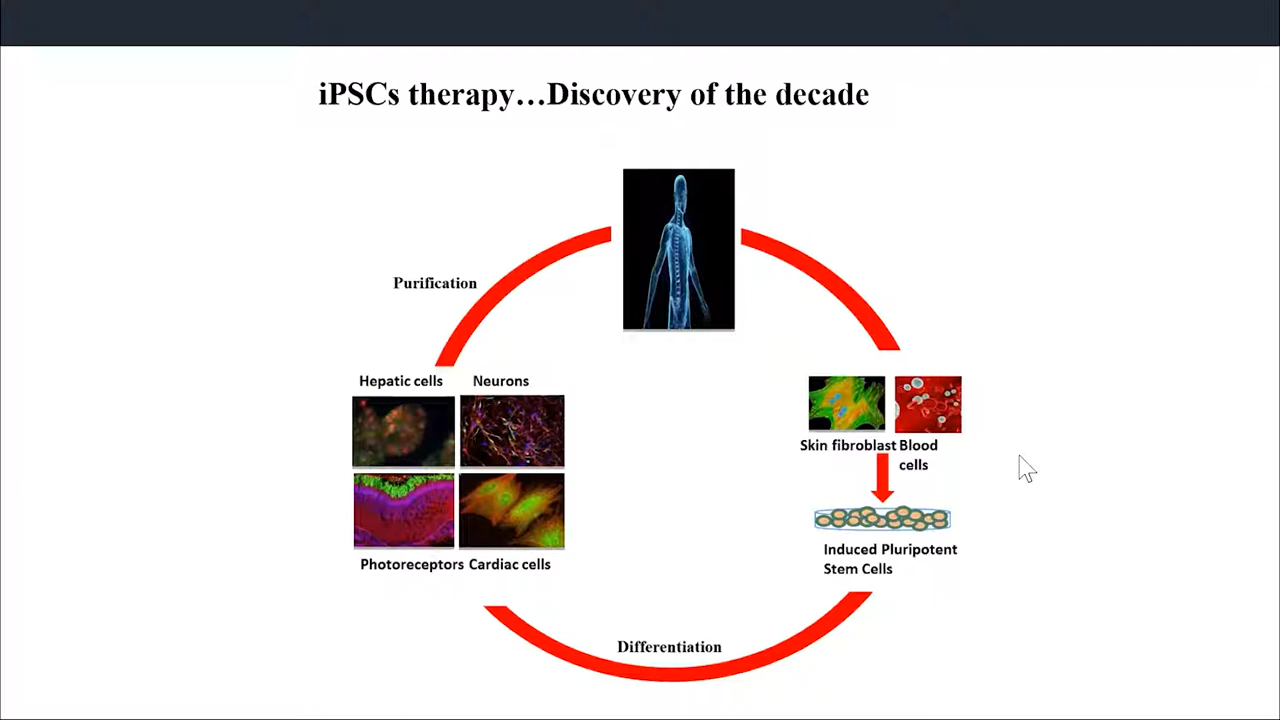 iPSCs therapy...Discovery of the decade
Purification
Hepatic cells
Neurons
Photoreceptors
Cardiac cells
Skin fibroblast
Blood
cells
Induced Pluripotent
Stem Cells
Differentiation